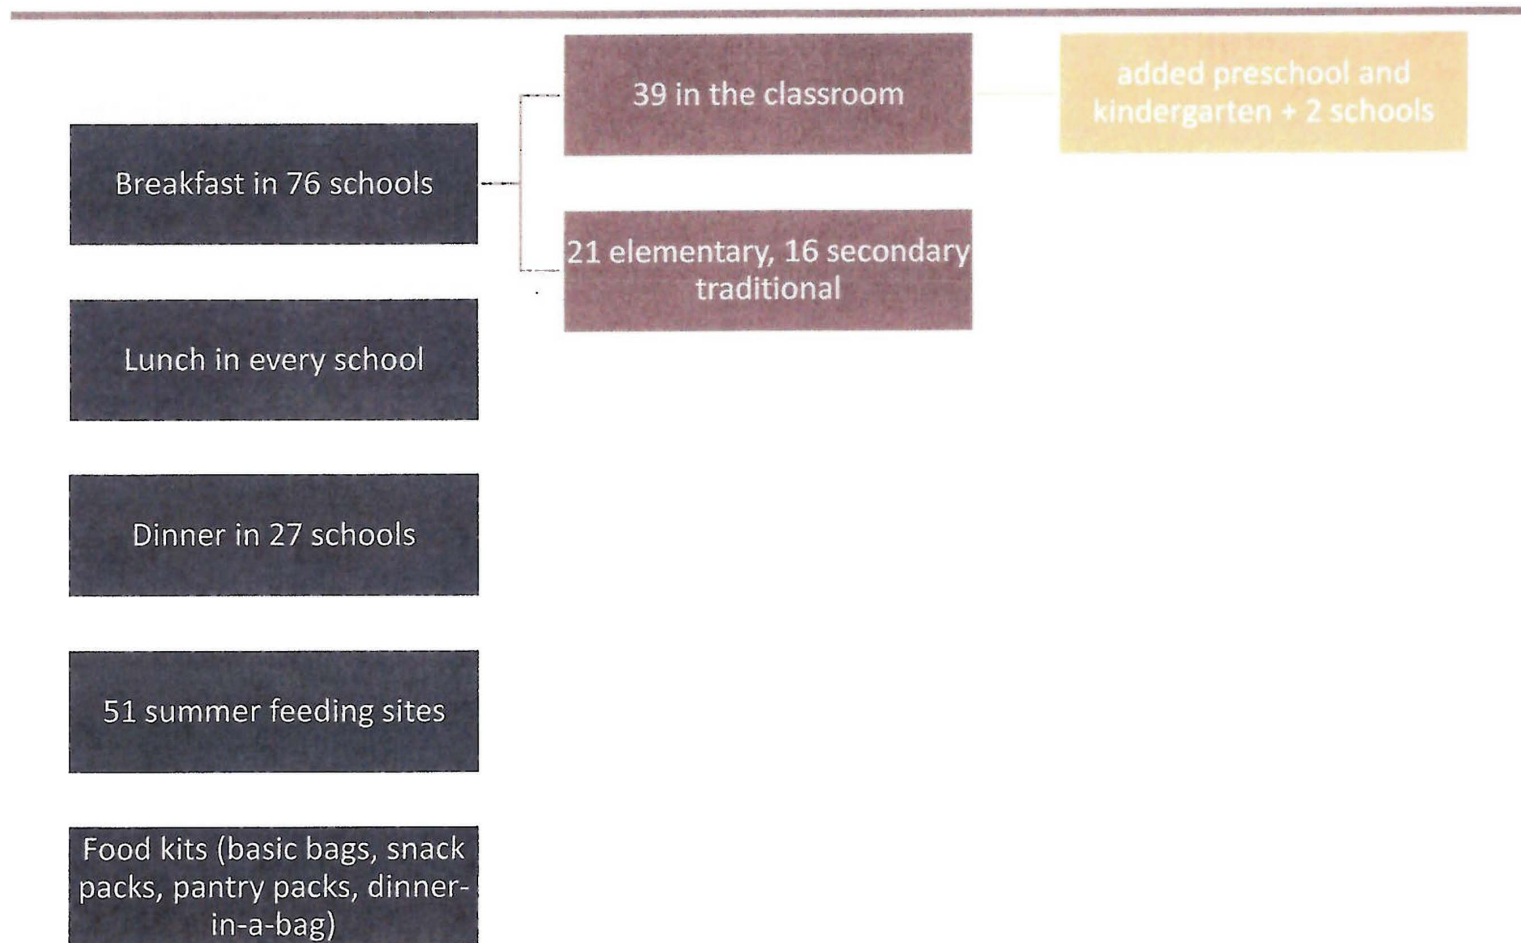 39 in the classroom
added preschool and
kindergarten + 2 schools
Breakfast in 76 schools
21 elementary, 16 secondary
traditional
Lunch in every school
Dinner in 27 schools
51 summer feeding sites
Food kits (basic bags, snack
packs, pantry packs, dinner-
in-a-bag)